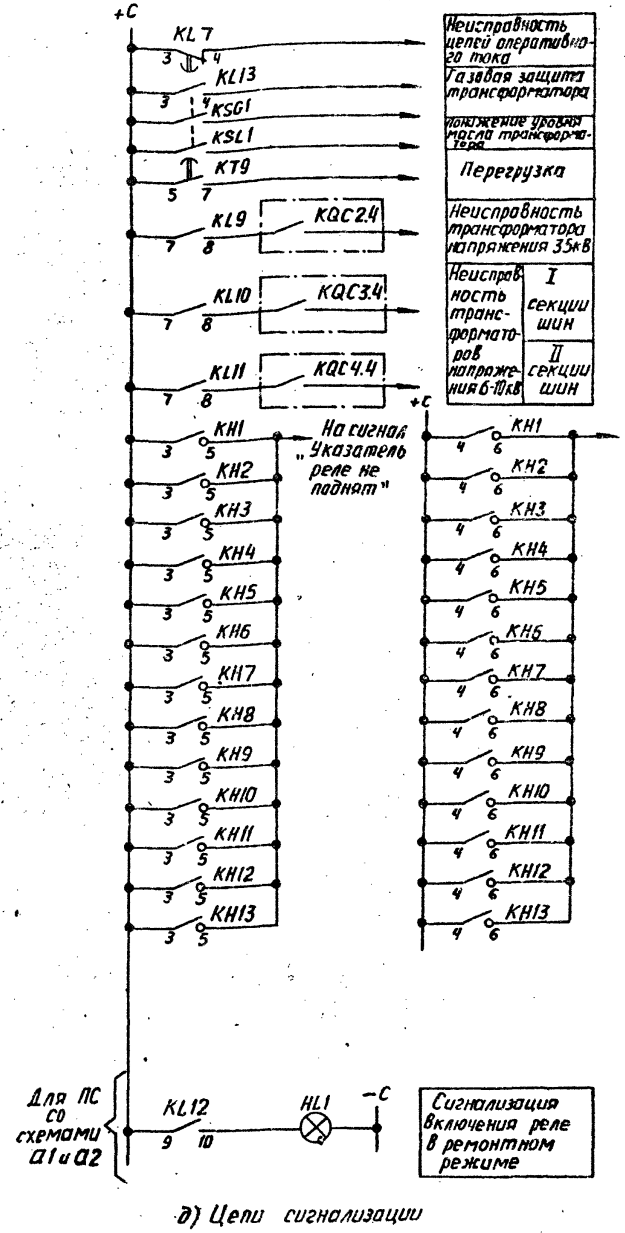 +С
KL7
3 4
Неисправность
цепей оперативно-
го тока
KL13
3 4
Газовая защита
трансформатора
KSG1
KSL1
Понижение уровня
масла трансформа-
тора
KT9
5 7
Перегрузка
KL9
7 8
KQC2.4
Неисправность
трансформатора
напряжения 35кВ
KL10
7 8
KQC3.4
KL11
7 8
KQC4.4
Неисправ-
ность
транс-
формато-
ров
напряже-
ния 6-10кВ
I
секции
шин
II
секции
шин
KH1
3 5
На сигнал
„Указатель
реле не
поднят"
KH2
3 5
KH3
3 5
KH4
3 5
KH5
3 5
KH6
3 5
KH7
3 5
KH8
3 5
KH9
3 5
KH10
3 5
KH11
3 5
KH12
3 5
KH13
3 5
+С
KH1
4 6
KH2
4 6
KH3
4 6
KH4
4 6
KH5
4 6
KH6
4 6
KH7
4 6
KH8
4 6
KH9
4 6
KH10
4 6
KH11
4 6
KH12
4 6
KH13
4 6
Для ПС
со
схемами
а1 и а2
KL12
9 10
HL1
−С
Сигнализация
включения реле
в ремонтном
режиме
д) Цепи сигнализации